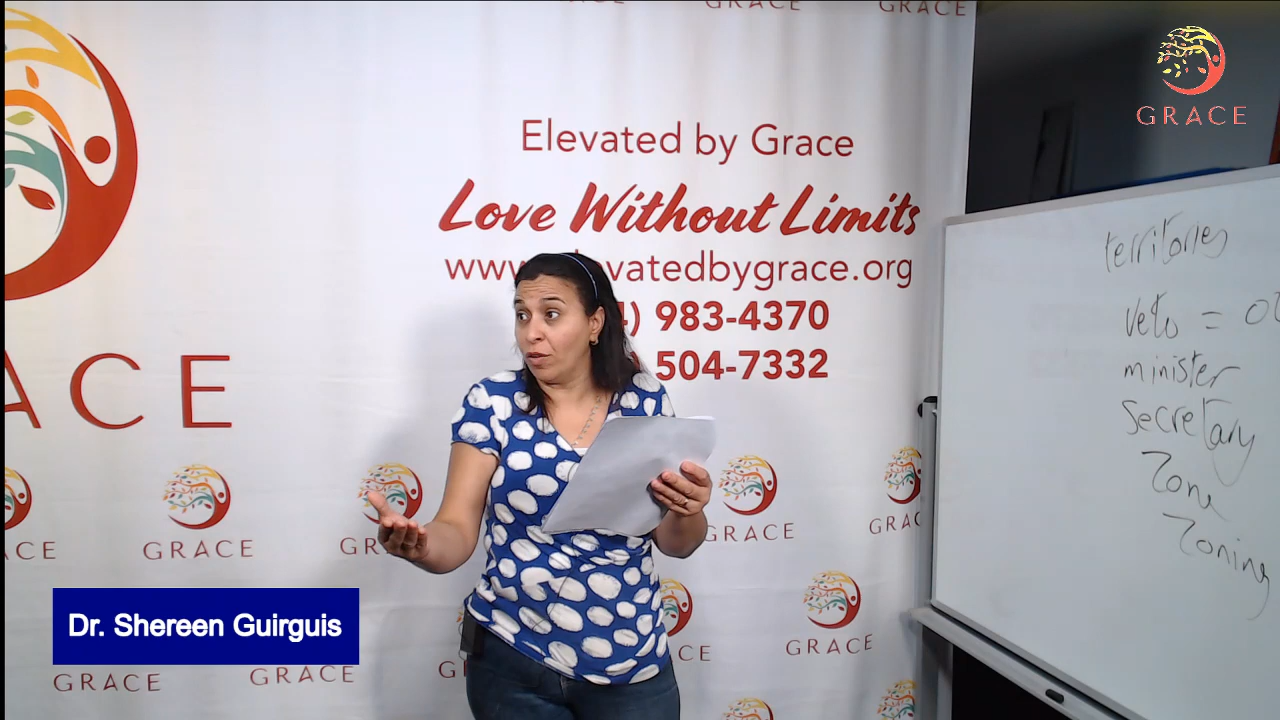 GRACE
GRACE
GRACE
Elevated by Grace
Love Without Limits
983-4370
504-7332
ACE
territories
veto =
minister
secretary
Zone
Zoning
ACE
GRACE
GRACE
GRACE
Dr. Shereen Guirguis
GRACE
GRACE
GRACE